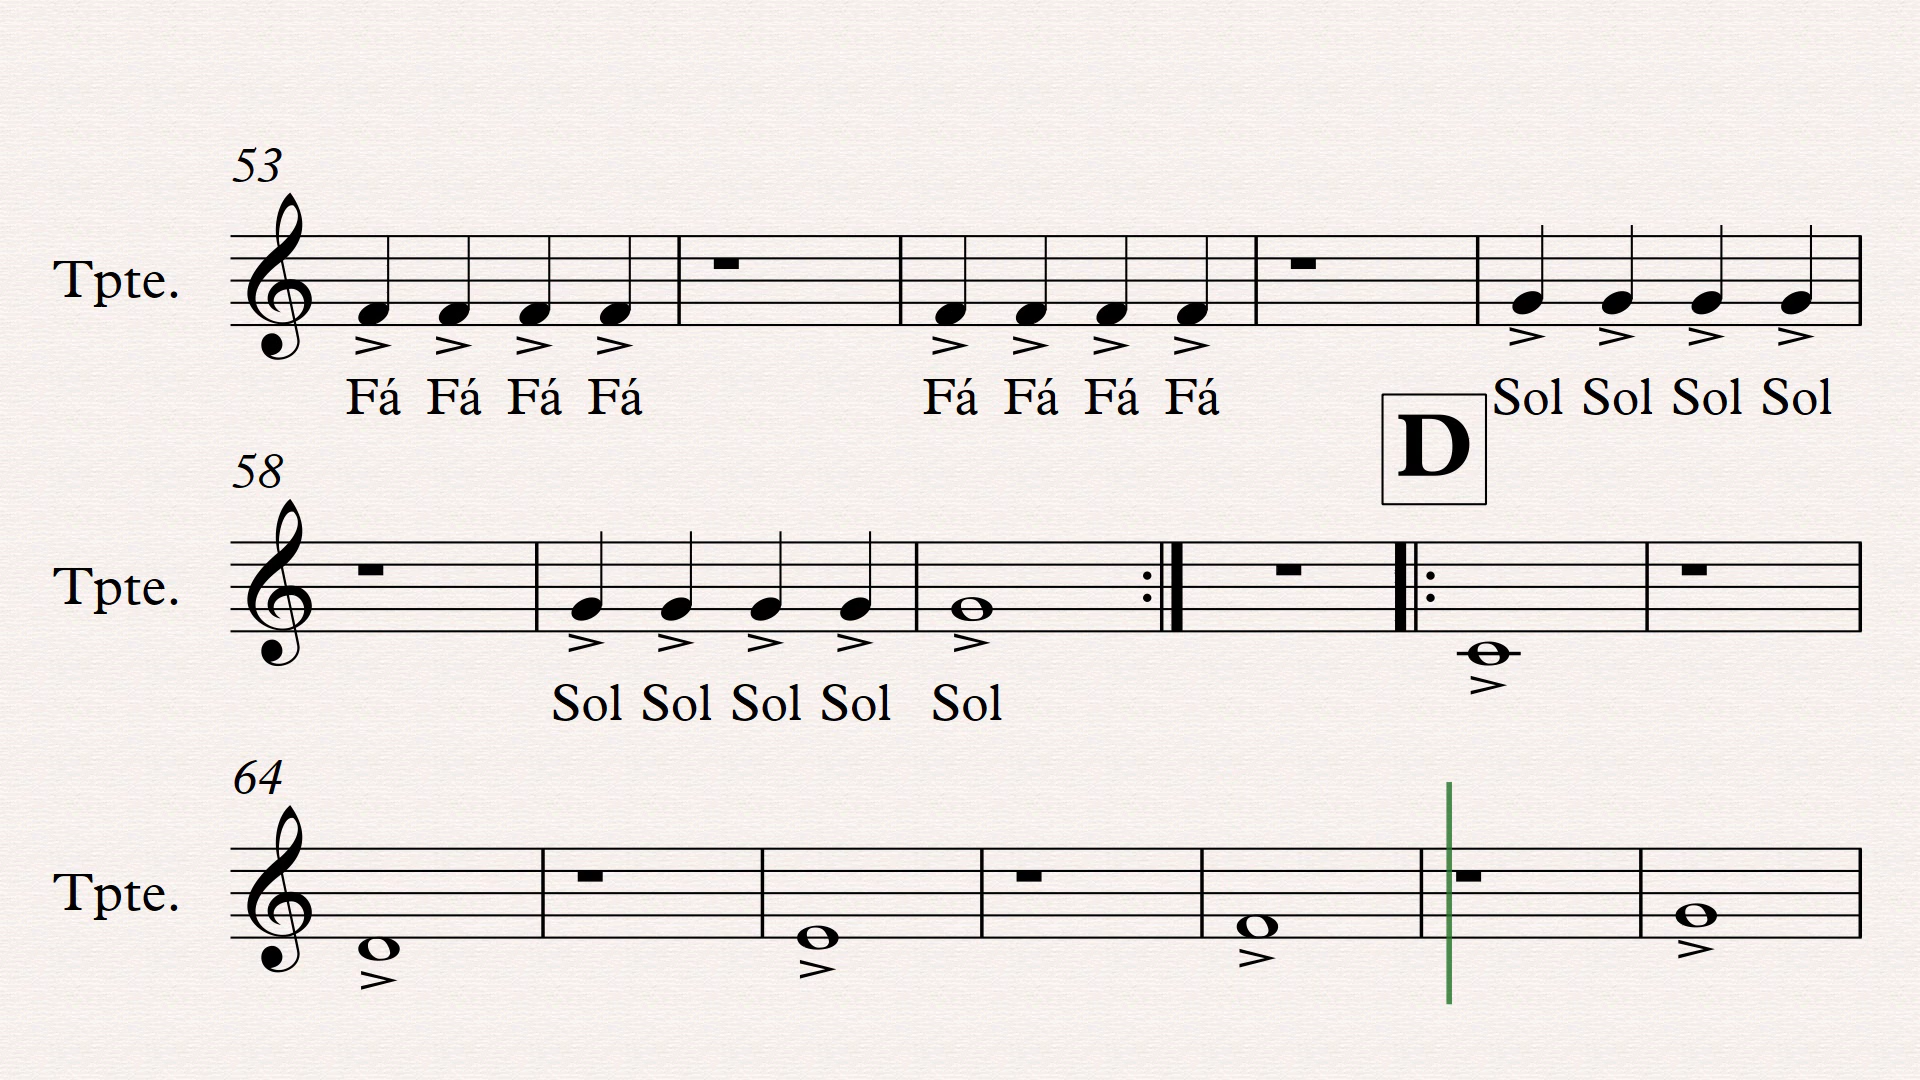 53
Tpte.
Fá Fá Fá Fá Fá Fá Fá Fá Sol Sol Sol Sol
D
58
Tpte.
Sol Sol Sol Sol Sol
64
Tpte.